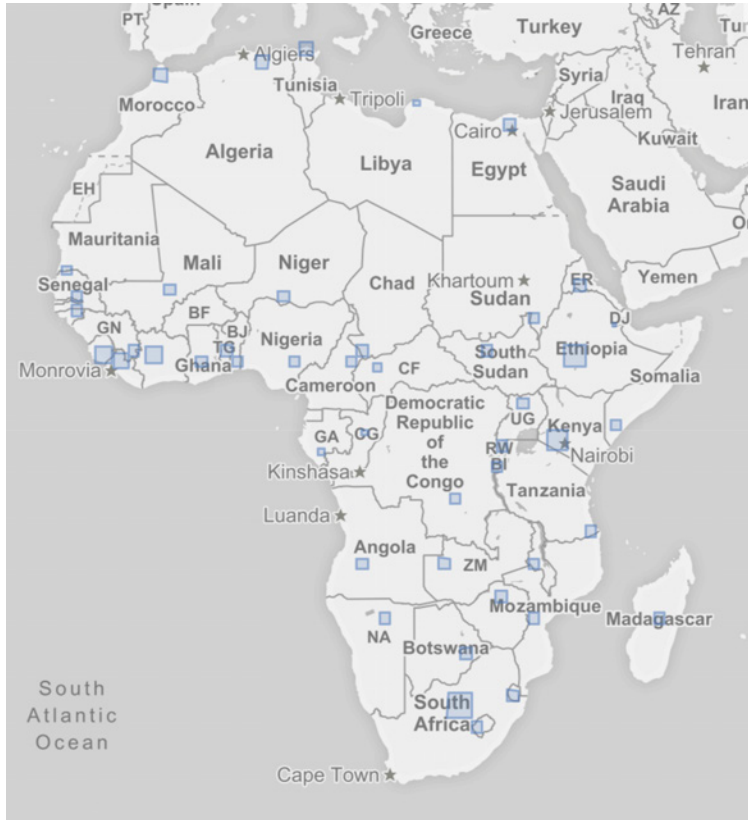 Spain
PT
Greece
Turkey
AZ
Tehran
Algiers
Tunisia
Syria
Iraq
Iran
Morocco
Tripoli
Jerusalem
Cairo
Kuwait
Algeria
Libya
Egypt
EH
Saudi
Arabia
Mauritania
Mali
Niger
Chad
Khartoum
Sudan
ER
Yemen
Senegal
BF
GN
BJ
DJ
TG
Nigeria
Ghana
South
Sudan
Ethiopia
Monrovia
Cameroon
CF
Somalia
Democratic
Republic
of
the
Congo
UG
Kenya
GA
CG
RW
Nairobi
BI
Kinshasa
Tanzania
Luanda
Angola
ZM
Mozambique
Madagascar
NA
Botswana
South
Atlantic
Ocean
South
Africa
Cape Town